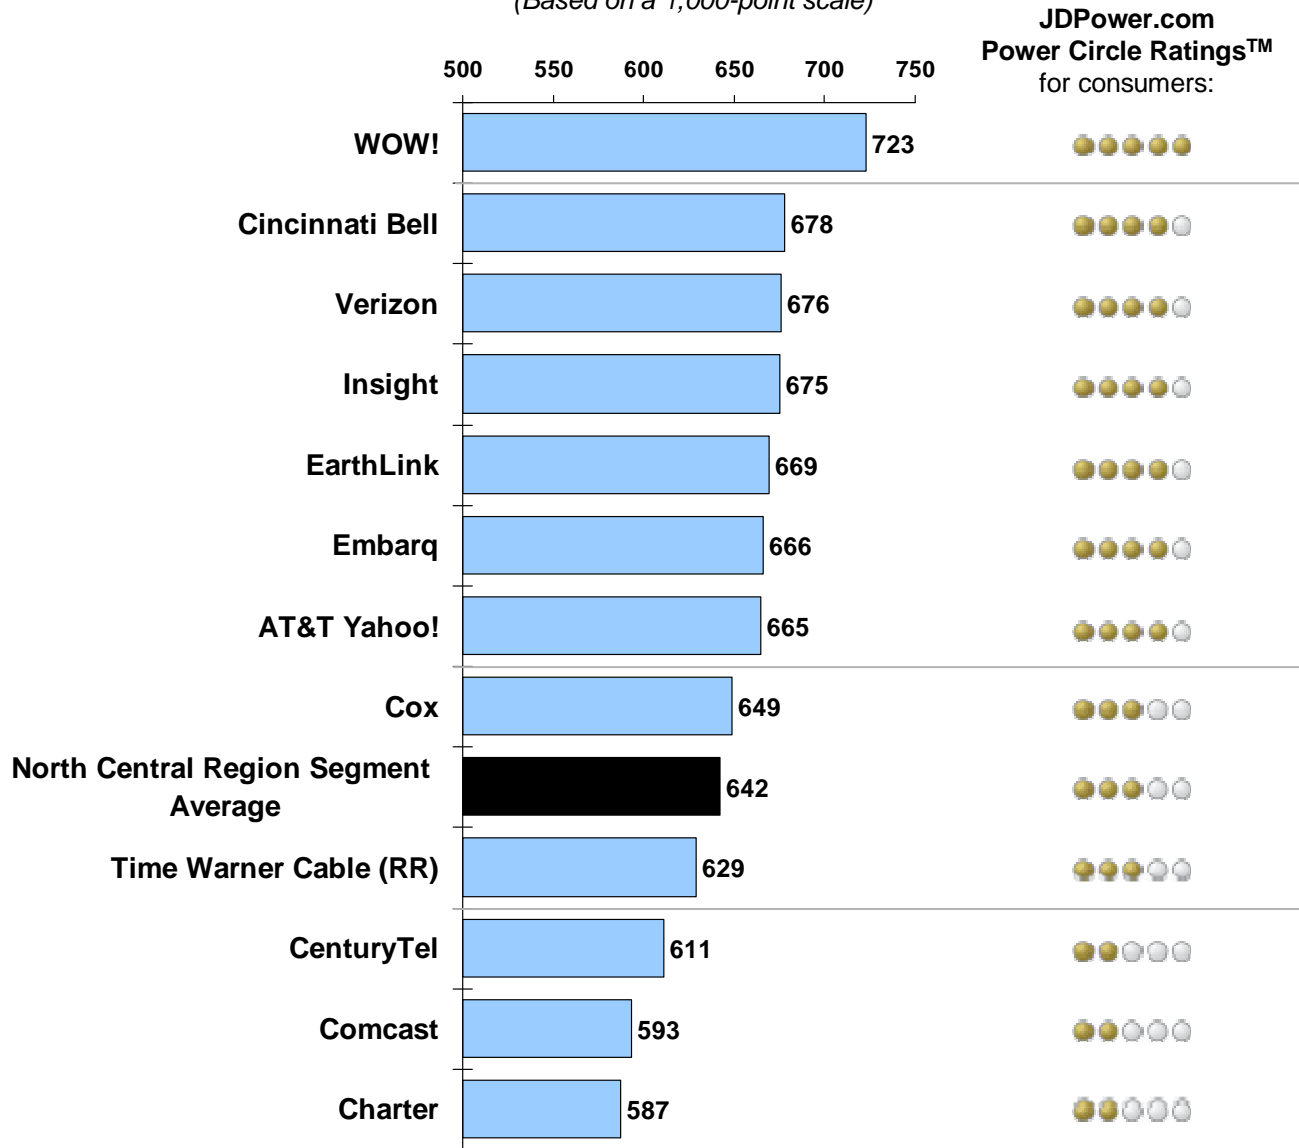 (Based on a 1,000-point scale)
JDPower.com
Power Circle Ratings™
for consumers:
500 550 600 650 700 750
WOW! 723
Cincinnati Bell 678
Verizon 676
Insight 675
EarthLink 669
Embarq 666
AT&T Yahoo! 665
Cox 649
North Central Region Segment
Average 642
Time Warner Cable (RR) 629
CenturyTel 611
Comcast 593
Charter 587